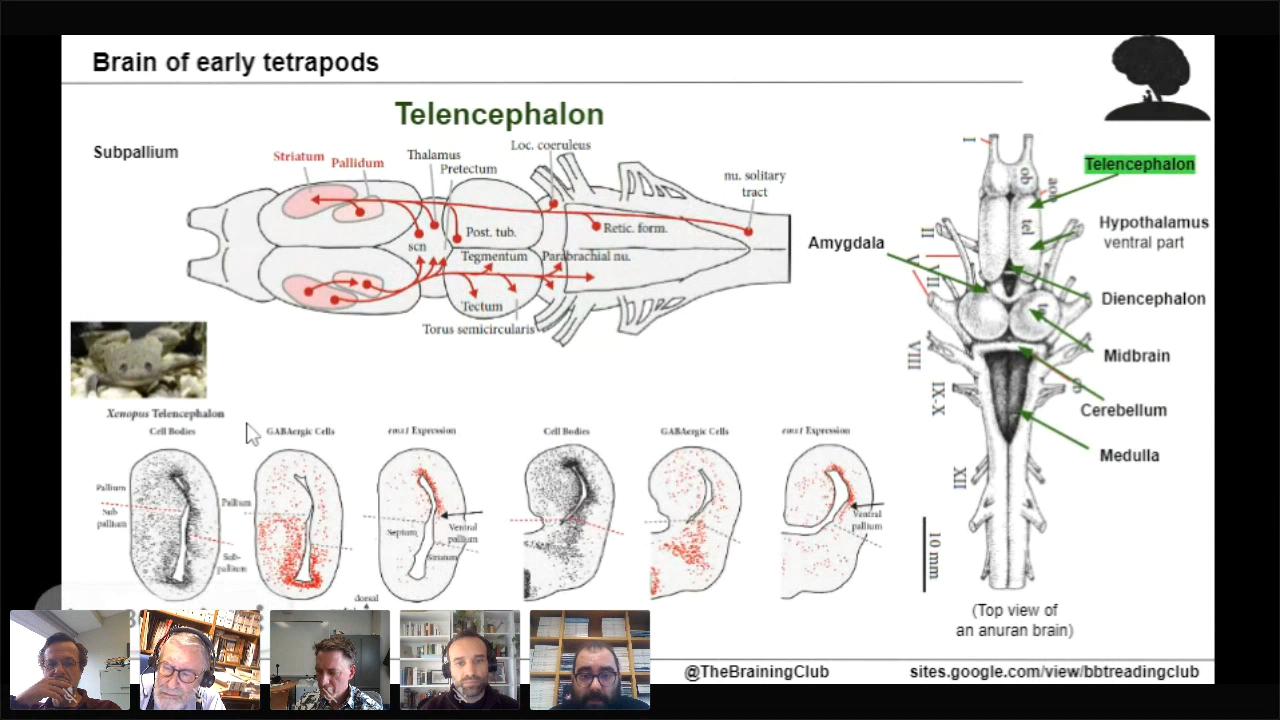 Brain of early tetrapods
Telencephalon
Subpallium
Striatum
Pallidum
Thalamus
Pretectum
Loc. coeruleus
nu. solitary
tract
scn
Post. tub.
Retic. form.
Tegmentum
Parabrachial nu.
Tectum
Torus semicircularis
Xenopus Telencephalon
Cell Bodies
GABAergic Cells
emx1 Expression
Cell Bodies
GABAergic Cells
emx1 Expression
Pallium
Sub
pallium
Pallium
Sub-
pallium
Septum
Striatum
Ventral
pallium
Ventral
pallium
dorsal
I
ob
tel
II
VIII
IX-X
XII
10 mm
Telencephalon
Hypothalamus
ventral part
Amygdala
Diencephalon
Midbrain
Cerebellum
Medulla
(Top view of
an anuran brain)
@TheBrainingClub
sites.google.com/view/bbtreadingclub